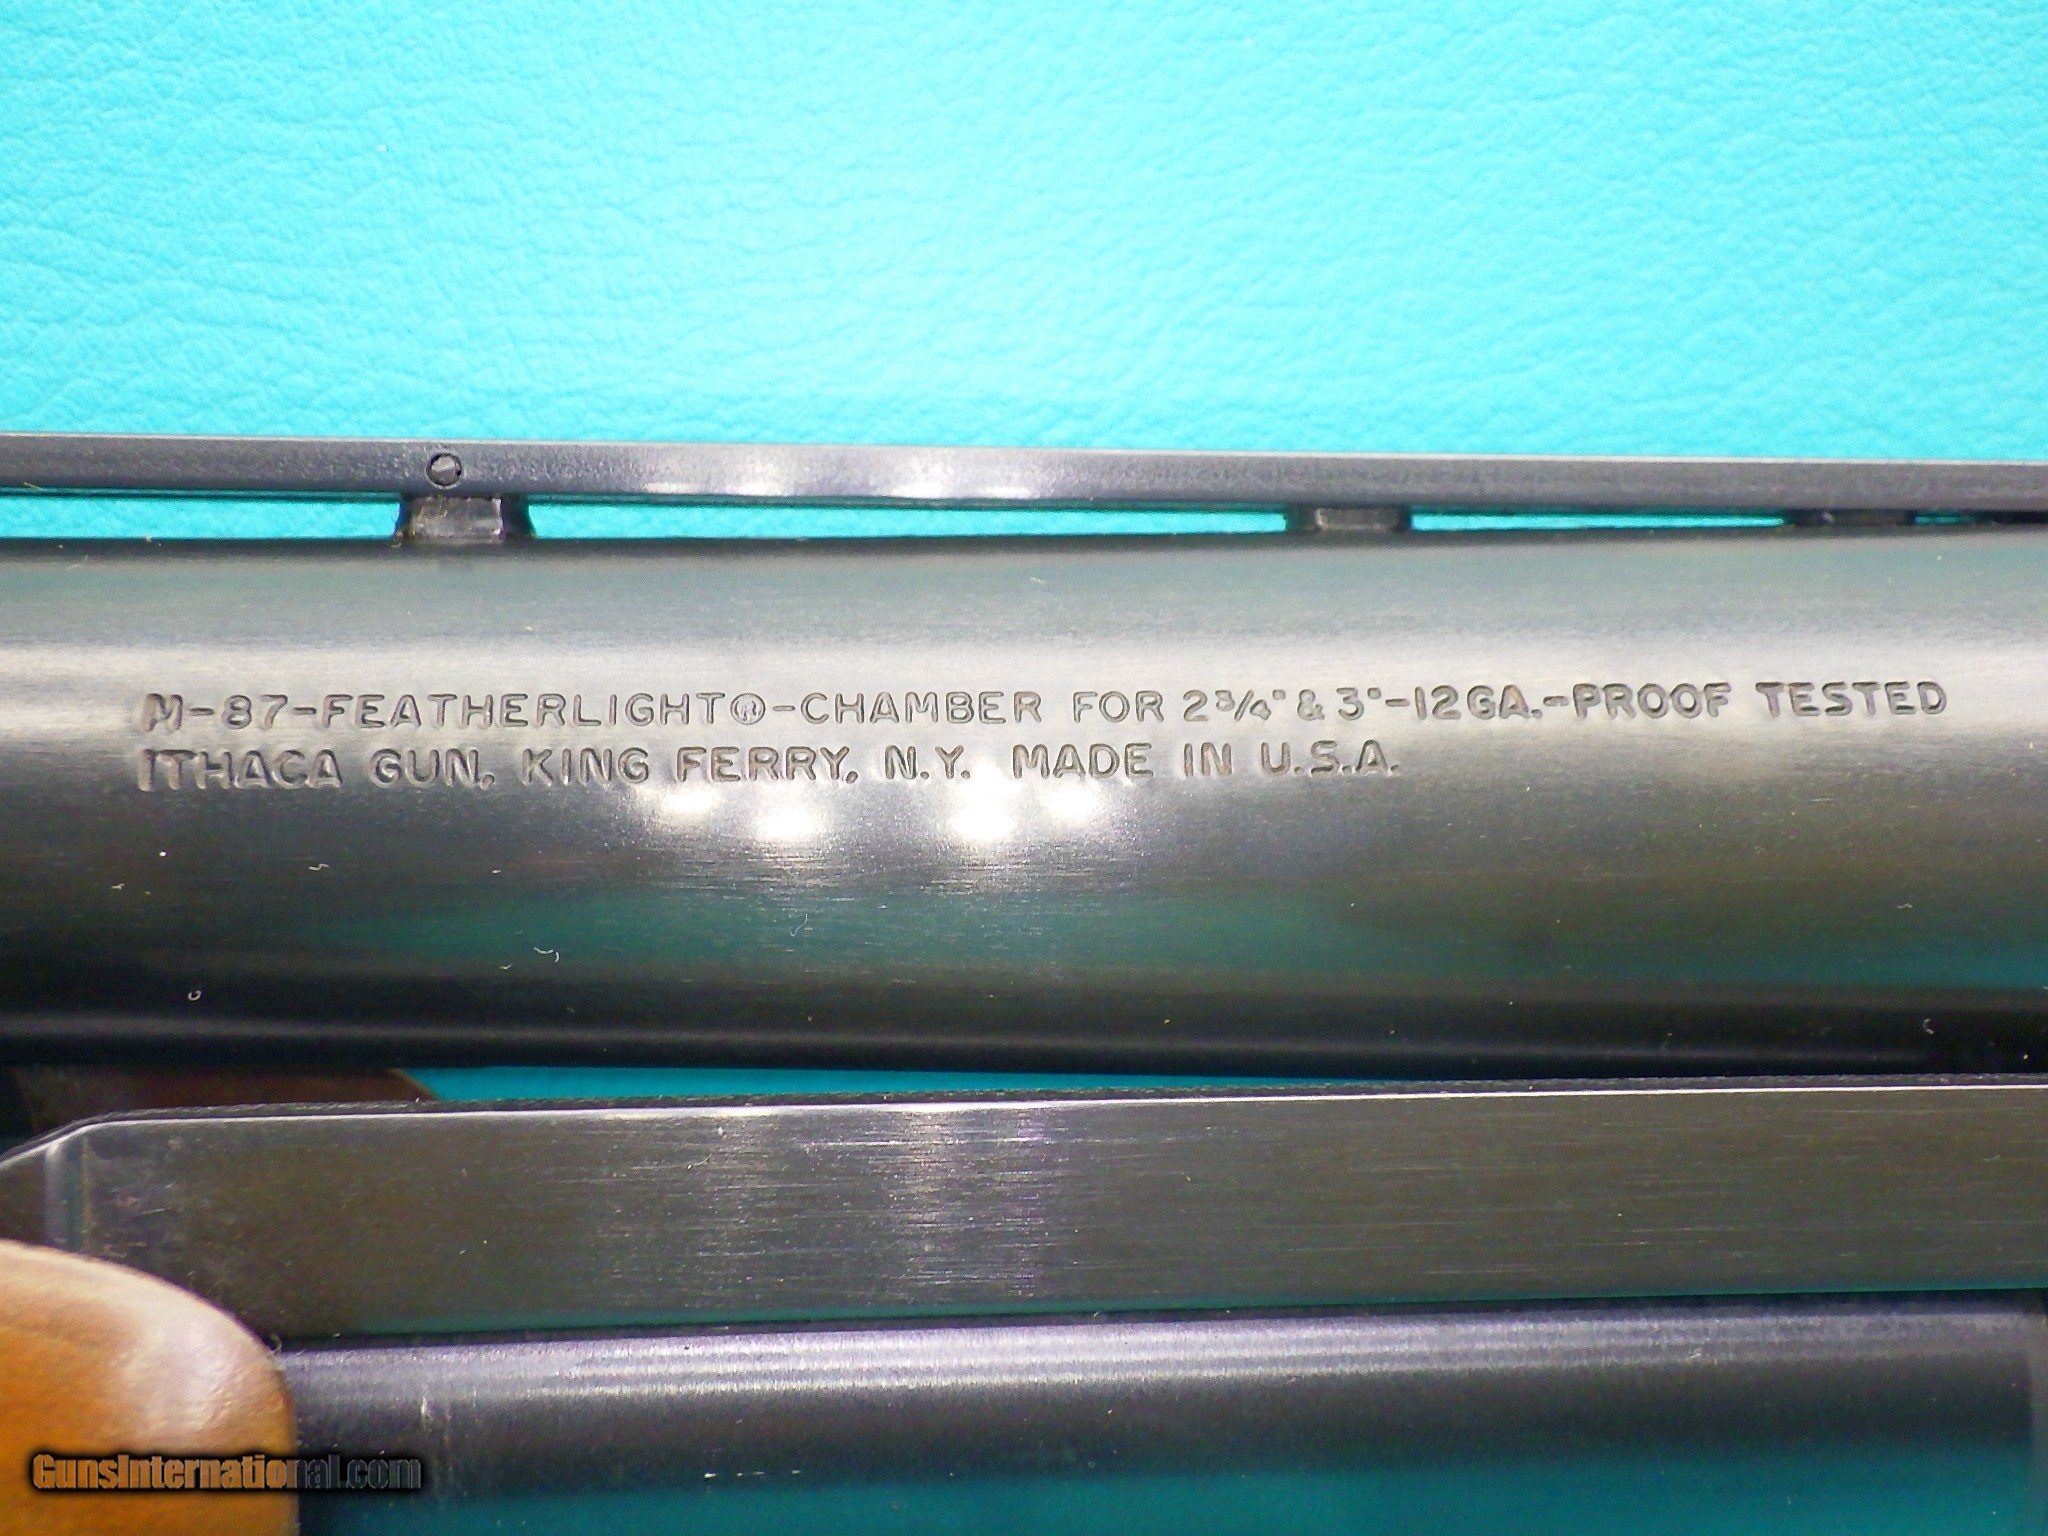 M-87-FEATHERLIGHT®-CHAMBER FOR 2¾" & 3"-12GA.-PROOF TESTED
ITHACA GUN, KING FERRY, N.Y. MADE IN U.S.A.
GunsInternational.com